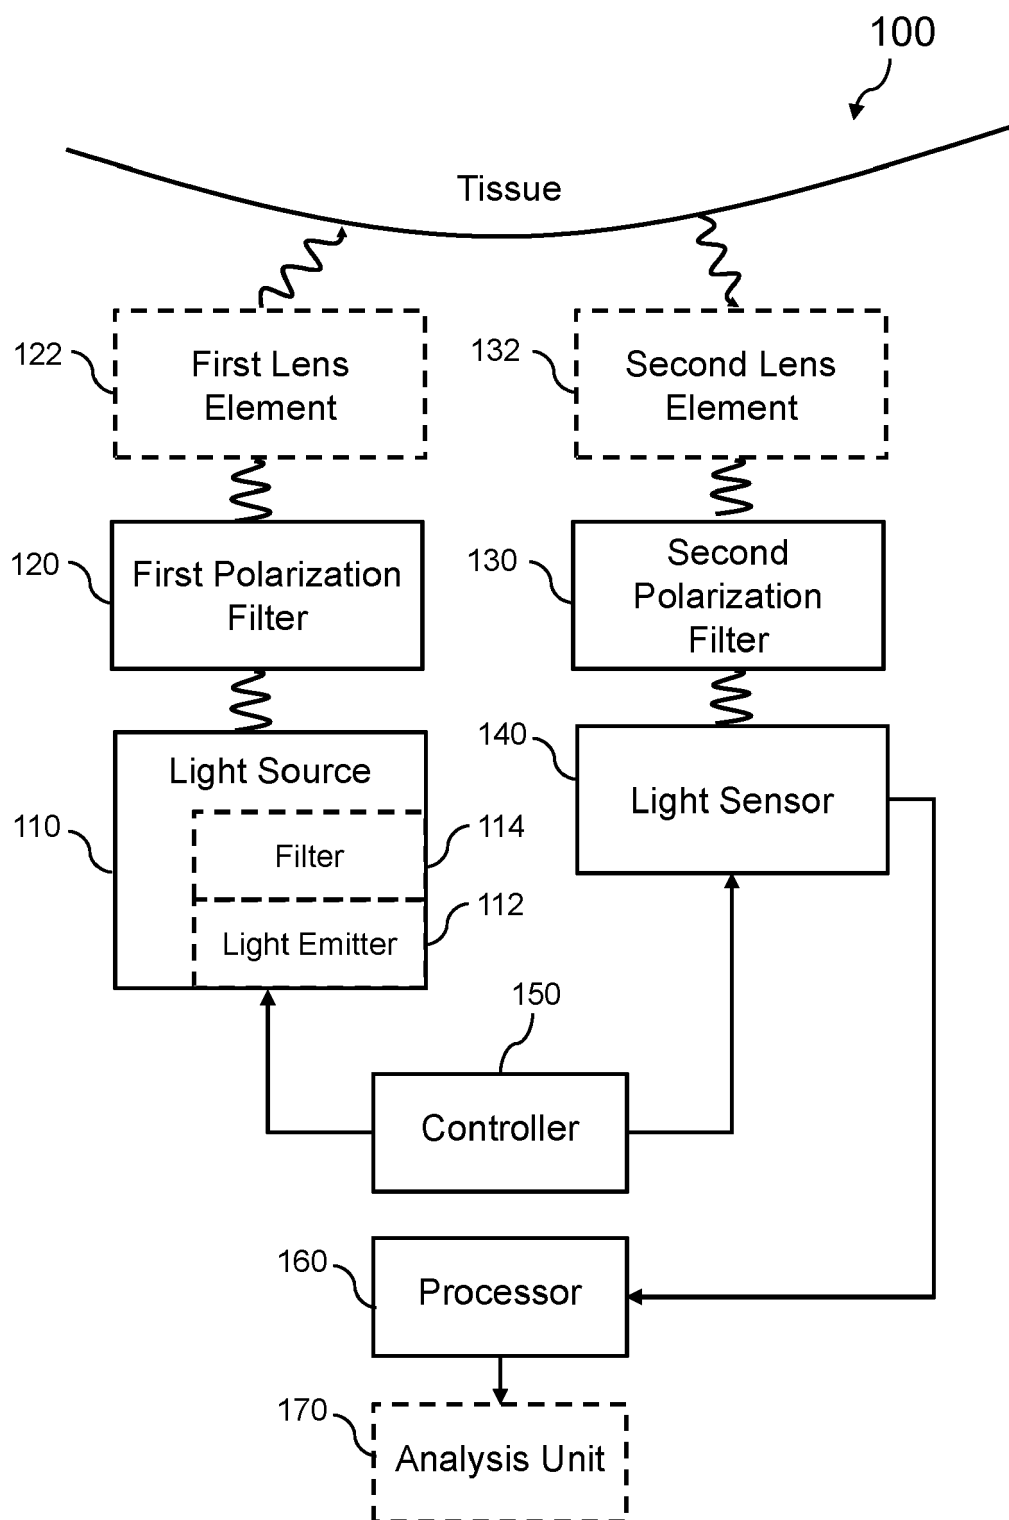 100
Tissue
122
First Lens
Element
132
Second Lens
Element
120
First Polarization
Filter
130
Second
Polarization
Filter
110
Light Source
Filter
114
Light Emitter
112
140
Light Sensor
150
Controller
160
Processor
170
Analysis Unit